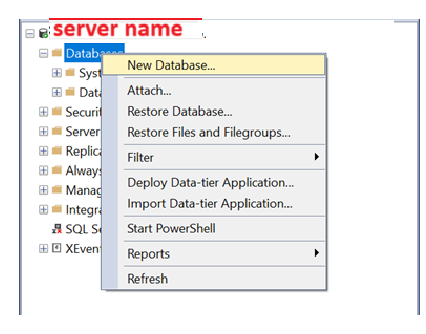 server name
Databases
New Database...
Attach...
Restore Database...
Restore Files and Filegroups...
Filter
Deploy Data-tier Application...
Import Data-tier Application...
Start PowerShell
Reports
Refresh
Syst
Data
Securit
Server
Replica
Always
Manag
Integra
SQL Se
XEvent